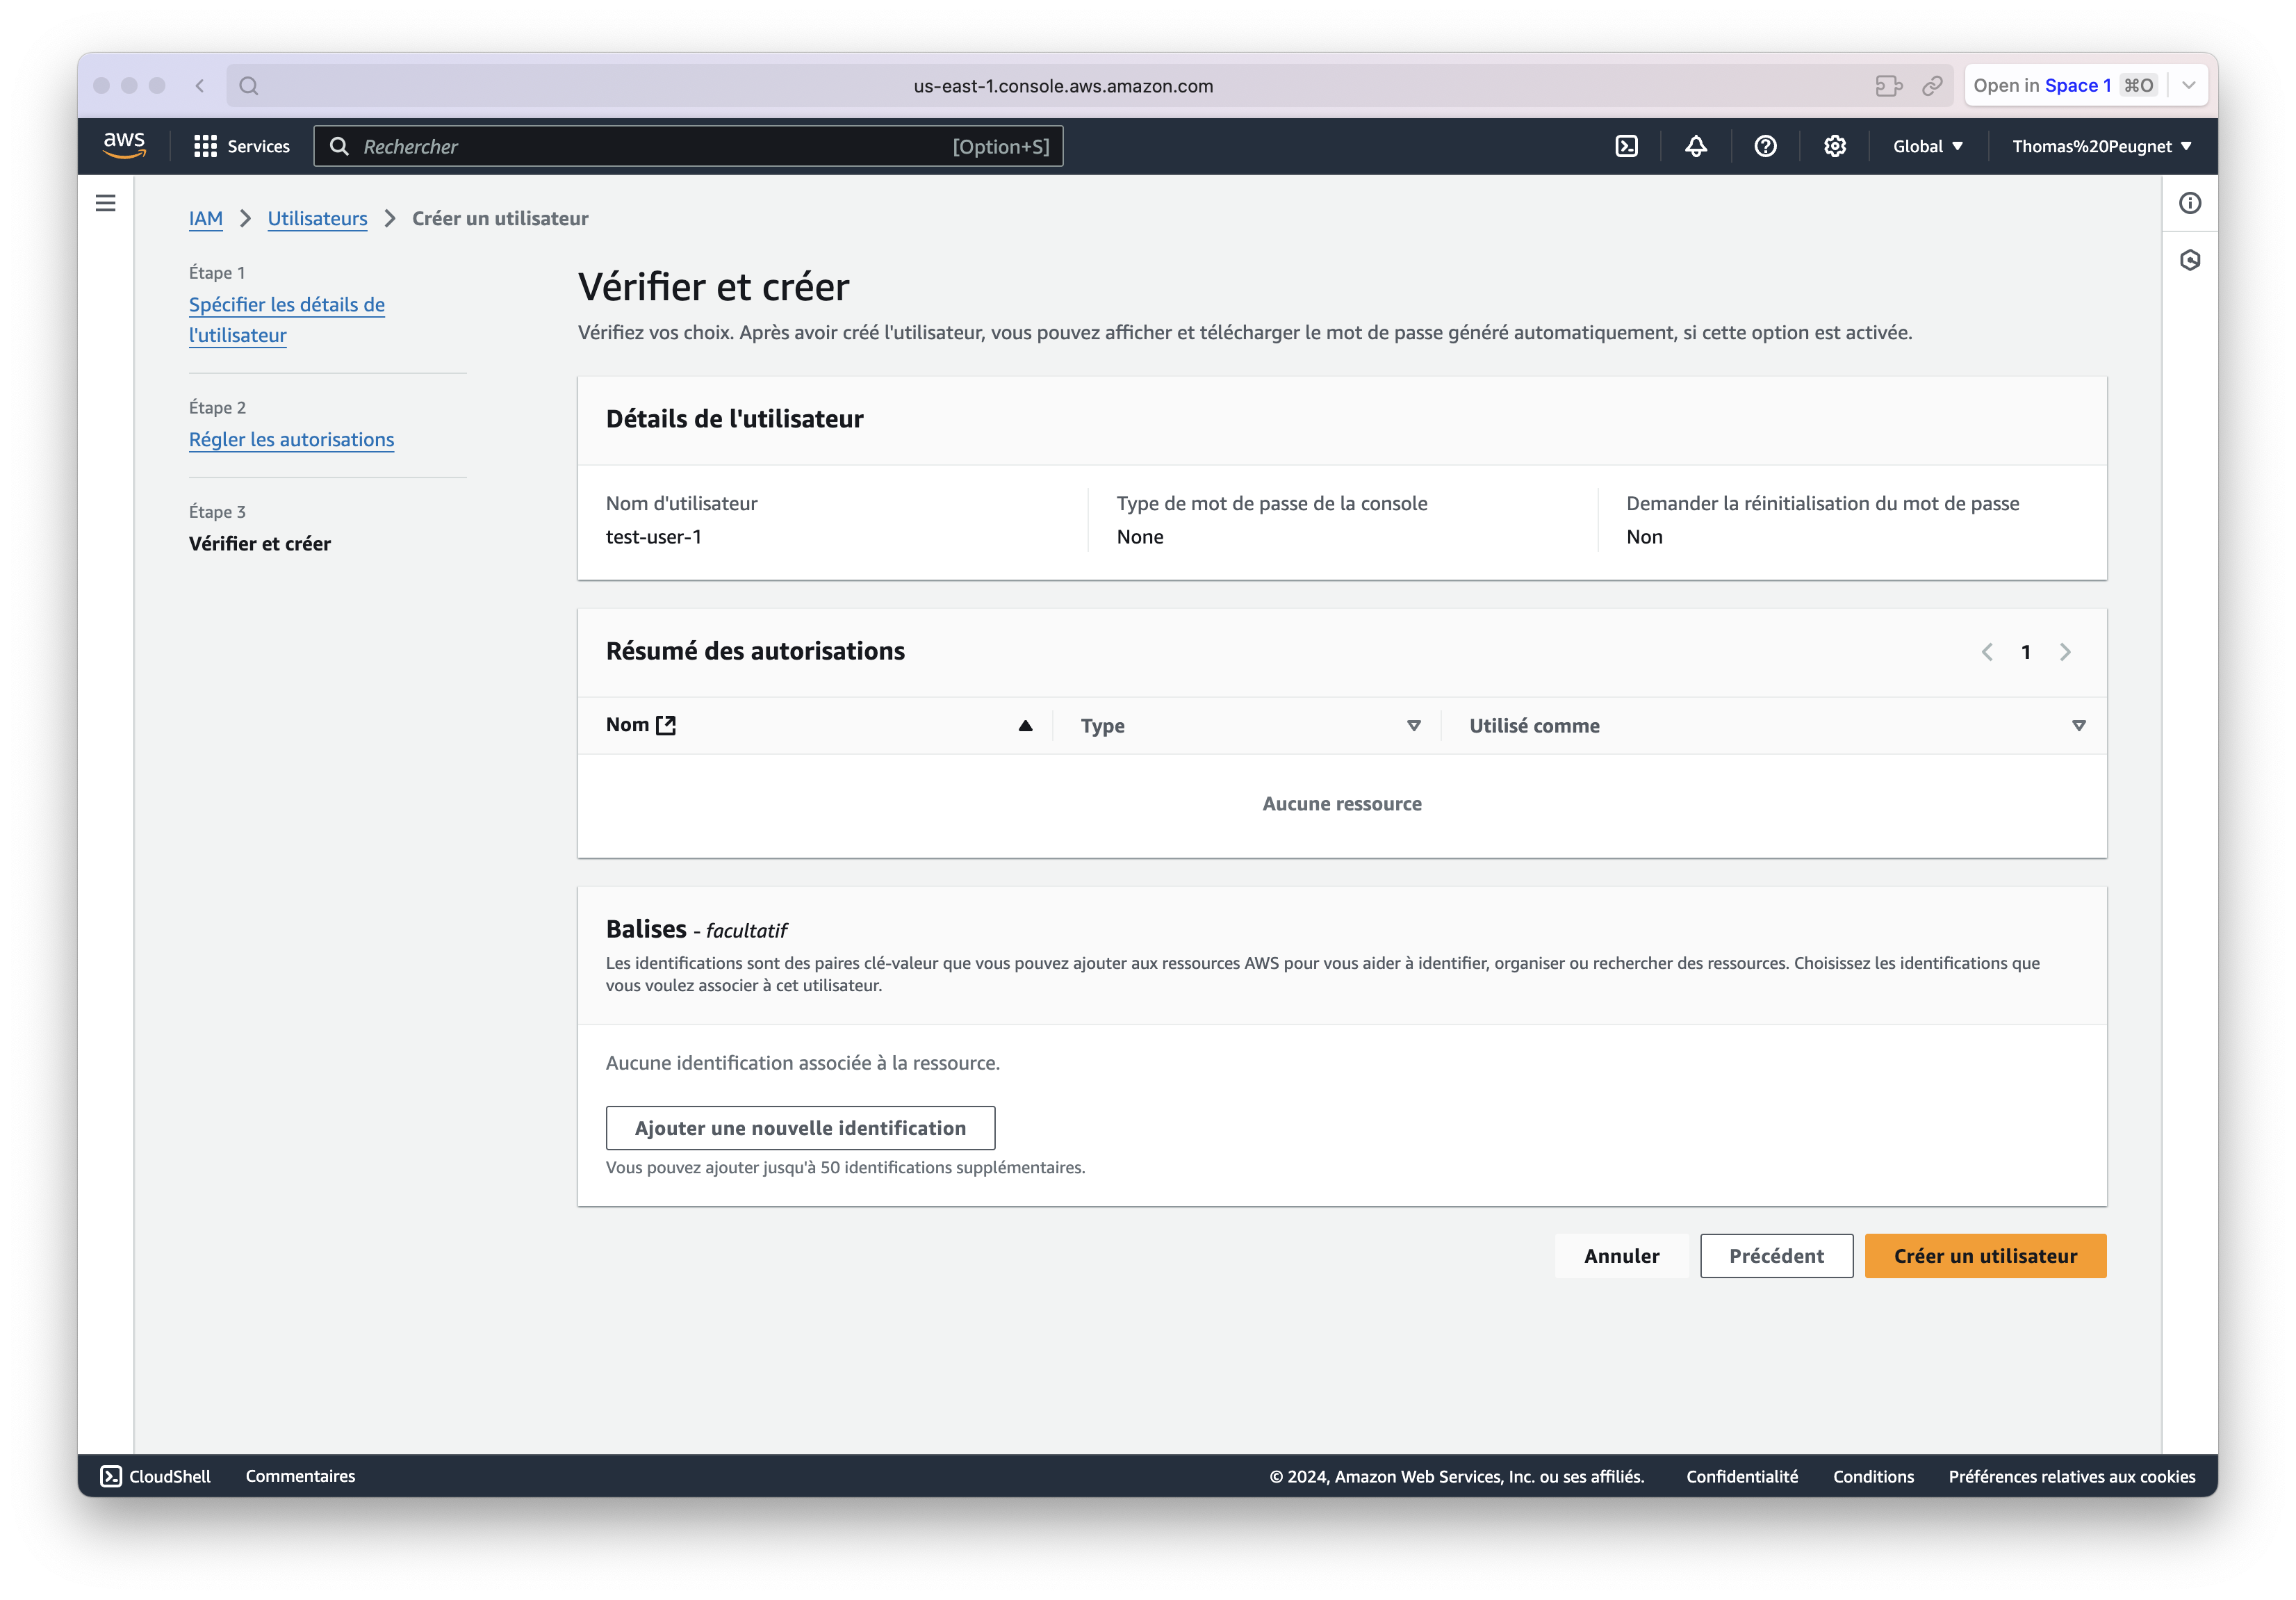 us-east-1.console.aws.amazon.com
Open in Space 1 ⌘O
aws
Services
Rechercher
[Option+S]
Global
Thomas%20Peugnet
IAM
Utilisateurs
Créer un utilisateur
Étape 1
Spécifier les détails de
l'utilisateur
Étape 2
Régler les autorisations
Étape 3
Vérifier et créer
Vérifier et créer
Vérifiez vos choix. Après avoir créé l'utilisateur, vous pouvez afficher et télécharger le mot de passe généré automatiquement, si cette option est activée.
Détails de l'utilisateur
Nom d'utilisateur
test-user-1
Type de mot de passe de la console
None
Demander la réinitialisation du mot de passe
Non
Résumé des autorisations
1
Nom
Type
Utilisé comme
Aucune ressource
Balises - facultatif
Les identifications sont des paires clé-valeur que vous pouvez ajouter aux ressources AWS pour vous aider à identifier, organiser ou rechercher des ressources. Choisissez les identifications que
vous voulez associer à cet utilisateur.
Aucune identification associée à la ressource.
Ajouter une nouvelle identification
Vous pouvez ajouter jusqu'à 50 identifications supplémentaires.
Annuler
Précédent
Créer un utilisateur
CloudShell
Commentaires
© 2024, Amazon Web Services, Inc. ou ses affiliés.
Confidentialité
Conditions
Préférences relatives aux cookies